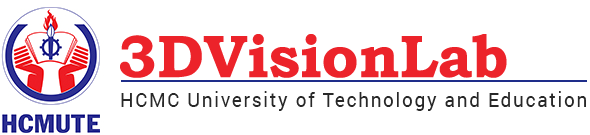 HCMUTE
3DVisionLab
HCMC University of Technology and Education